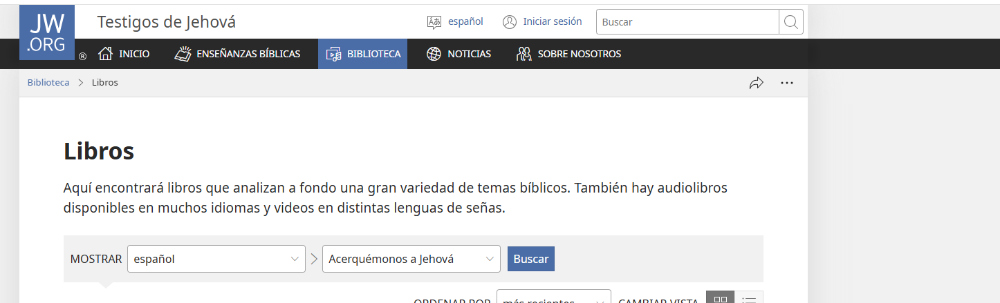 JW
.ORG
®
Testigos de Jehová
español
Iniciar sesión
Buscar
INICIO
ENSEÑANZAS BÍBLICAS
BIBLIOTECA
NOTICIAS
SOBRE NOSOTROS
Biblioteca > Libros
Libros
Aquí encontrará libros que analizan a fondo una gran variedad de temas bíblicos. También hay audiolibros
disponibles en muchos idiomas y videos en distintas lenguas de señas.
MOSTRAR español > Acerquémonos a Jehová Buscar
ORDENAR POR más recientes CAMBIAR VISTA